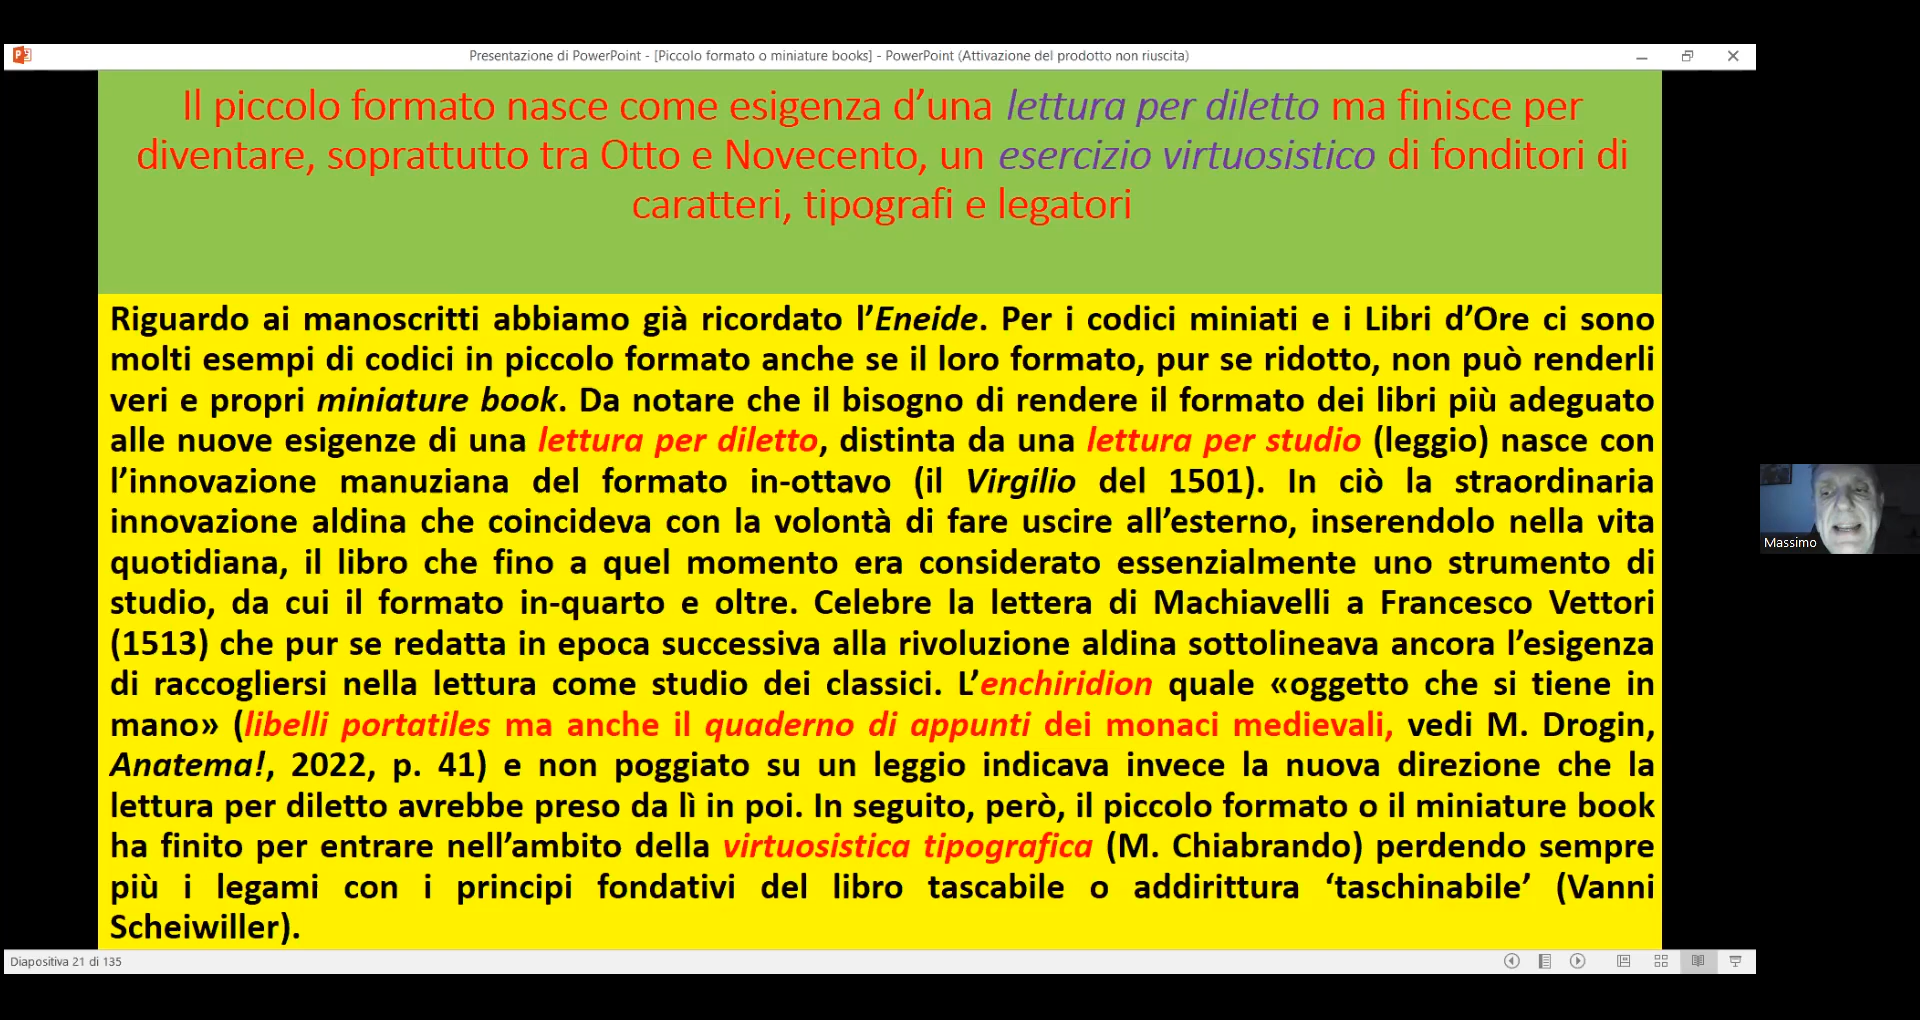 Presentazione di PowerPoint - [Piccolo formato o miniature books] - PowerPoint (Attivazione del prodotto non riuscita)
Il piccolo formato nasce come esigenza d’una lettura per diletto ma finisce per
diventare, soprattutto tra Otto e Novecento, un esercizio virtuosistico di fonditori di
caratteri, tipografi e legatori
Riguardo ai manoscritti abbiamo già ricordato l’Eneide. Per i codici miniati e i Libri d’Ore ci sono
molti esempi di codici in piccolo formato anche se il loro formato, pur se ridotto, non può renderli
veri e propri miniature book. Da notare che il bisogno di rendere il formato dei libri più adeguato
alle nuove esigenze di una lettura per diletto, distinta da una lettura per studio (leggio) nasce con
l’innovazione manuziana del formato in-ottavo (il Virgilio del 1501). In ciò la straordinaria
innovazione aldina che coincideva con la volontà di fare uscire all’esterno, inserendolo nella vita
quotidiana, il libro che fino a quel momento era considerato essenzialmente uno strumento di
studio, da cui il formato in-quarto e oltre. Celebre la lettera di Machiavelli a Francesco Vettori
(1513) che pur se redatta in epoca successiva alla rivoluzione aldina sottolineava ancora l’esigenza
di raccogliersi nella lettura come studio dei classici. L’enchiridion quale «oggetto che si tiene in
mano» (libelli portatiles ma anche il quaderno di appunti dei monaci medievali, vedi M. Drogin,
Anatema!, 2022, p. 41) e non poggiato su un leggio indicava invece la nuova direzione che la
lettura per diletto avrebbe preso da lì in poi. In seguito, però, il piccolo formato o il miniature book
ha finito per entrare nell’ambito della virtuosistica tipografica (M. Chiabrando) perdendo sempre
più i legami con i principi fondativi del libro tascabile o addirittura ‘taschinabile’ (Vanni
Scheiwiller).
Massimo
Diapositiva 21 di 135